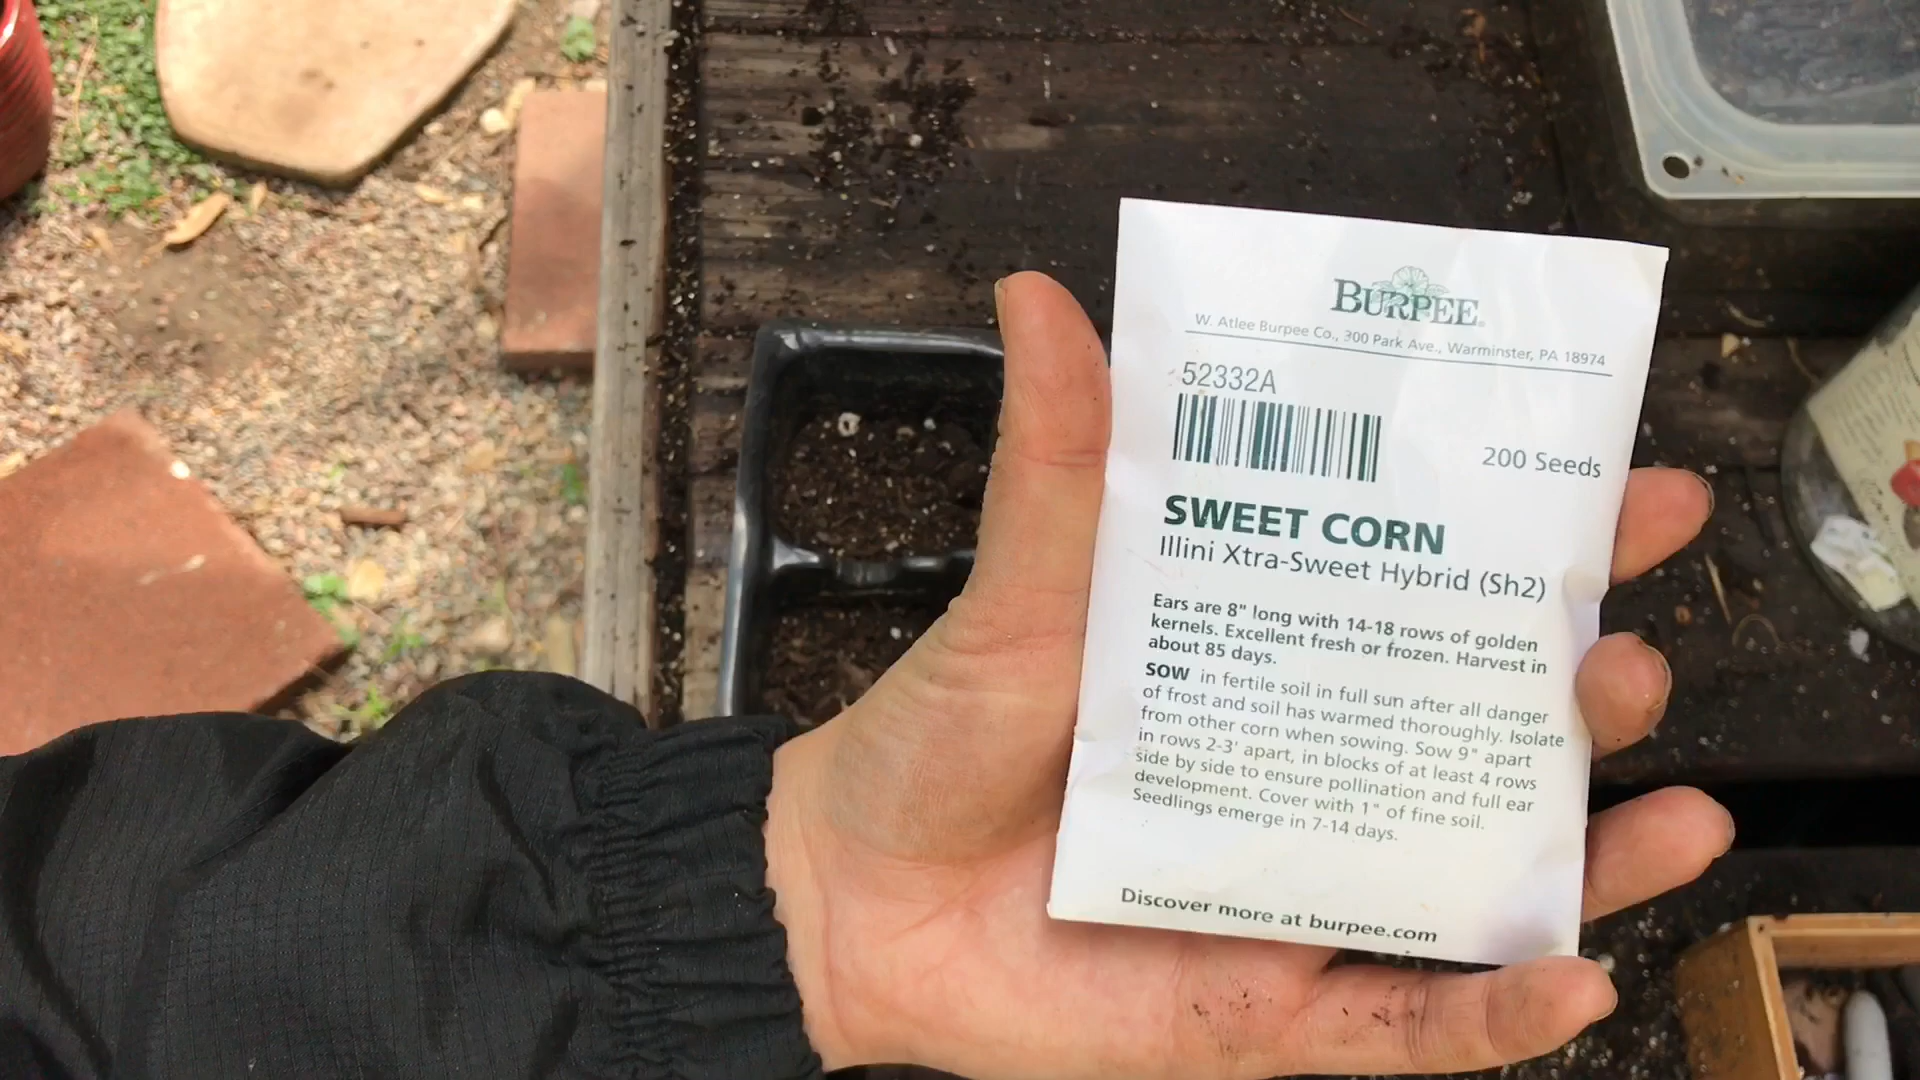 BURPEE®
W. Atlee Burpee Co., 300 Park Ave., Warminster, PA 18974
52332A
200 Seeds
SWEET CORN
Illini Xtra-Sweet Hybrid (Sh2)
Ears are 8" long with 14-18 rows of golden
kernels. Excellent fresh or frozen. Harvest in
about 85 days.
SOW in fertile soil in full sun after all danger
of frost and soil has warmed thoroughly. Isolate
from other corn when sowing. Sow 9" apart
in rows 2-3' apart, in blocks of at least 4 rows
side by side to ensure pollination and full ear
development. Cover with 1" of fine soil.
Seedlings emerge in 7-14 days.
Discover more at burpee.com